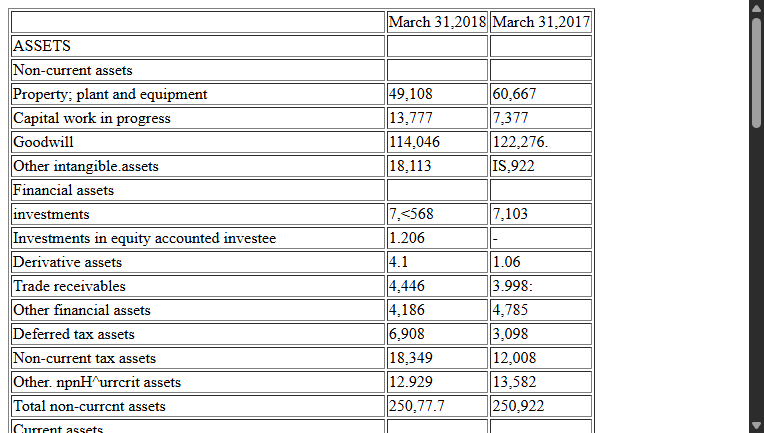 March 31,2018 March 31,2017
ASSETS
Non-current assets
Property; plant and equipment 49,108 60,667
Capital work in progress 13,777 7,377
Goodwill 114,046 122,276.
Other intangible.assets 18,113 IS,922
Financial assets
investments 7,<568 7,103
Investments in equity accounted investee 1.206 -
Derivative assets 4.1 1.06
Trade receivables 4,446 3.998:
Other financial assets 4,186 4,785
Deferred tax assets 6,908 3,098
Non-current tax assets 18,349 12,008
Other. npnH^urrcrit assets 12.929 13,582
Total non-currcnt assets 250,77.7 250,922
Current assets